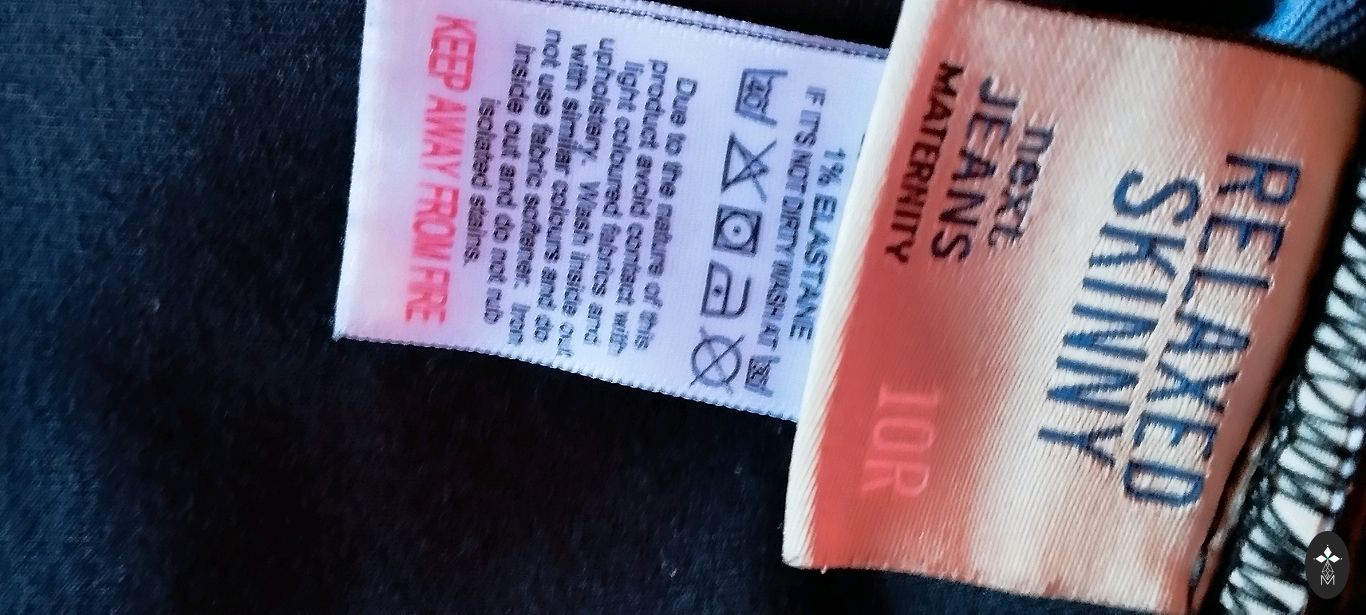 RELAXED
SKINNY
next
JEANS
MATERNITY
10R
1% ELASTANE
IF IT'S NOT DIRTY WASH AT 30
40
Due to the nature of this
product avoid contact with
light coloured fabrics and
upholstery. Wash inside out
with similar colours and do
not use fabric softener. Iron
inside out and do not rub
isolated stains.
KEEP AWAY FROM FIRE
M